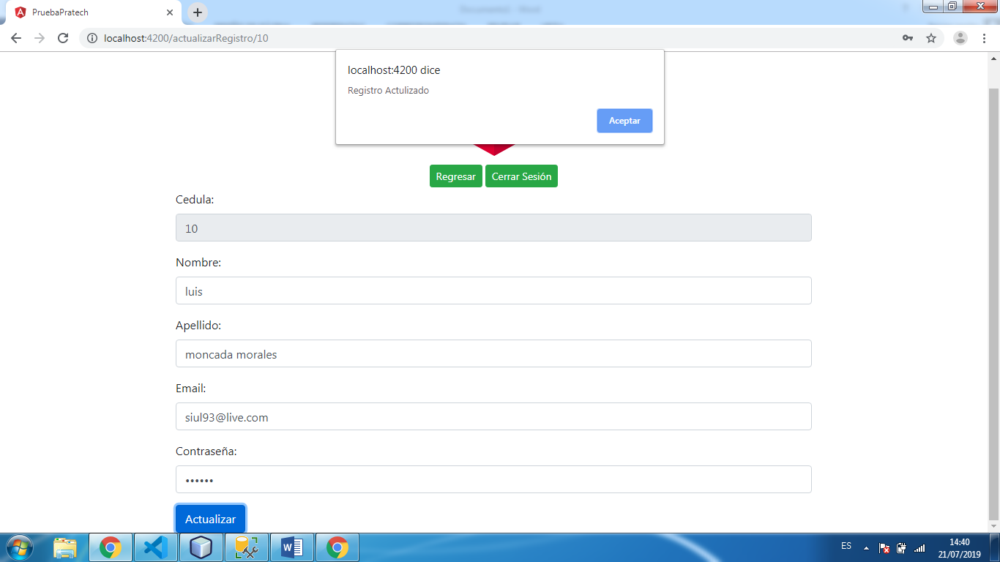 PruebaPratech
localhost:4200/actualizarRegistro/10
localhost:4200 dice
Registro Actulizado
Aceptar
Regresar
Cerrar Sesión
Cedula:
10
Nombre:
luis
Apellido:
moncada morales
Email:
siul93@live.com
Contraseña:
••••••
Actualizar
ES
14:40
21/07/2019